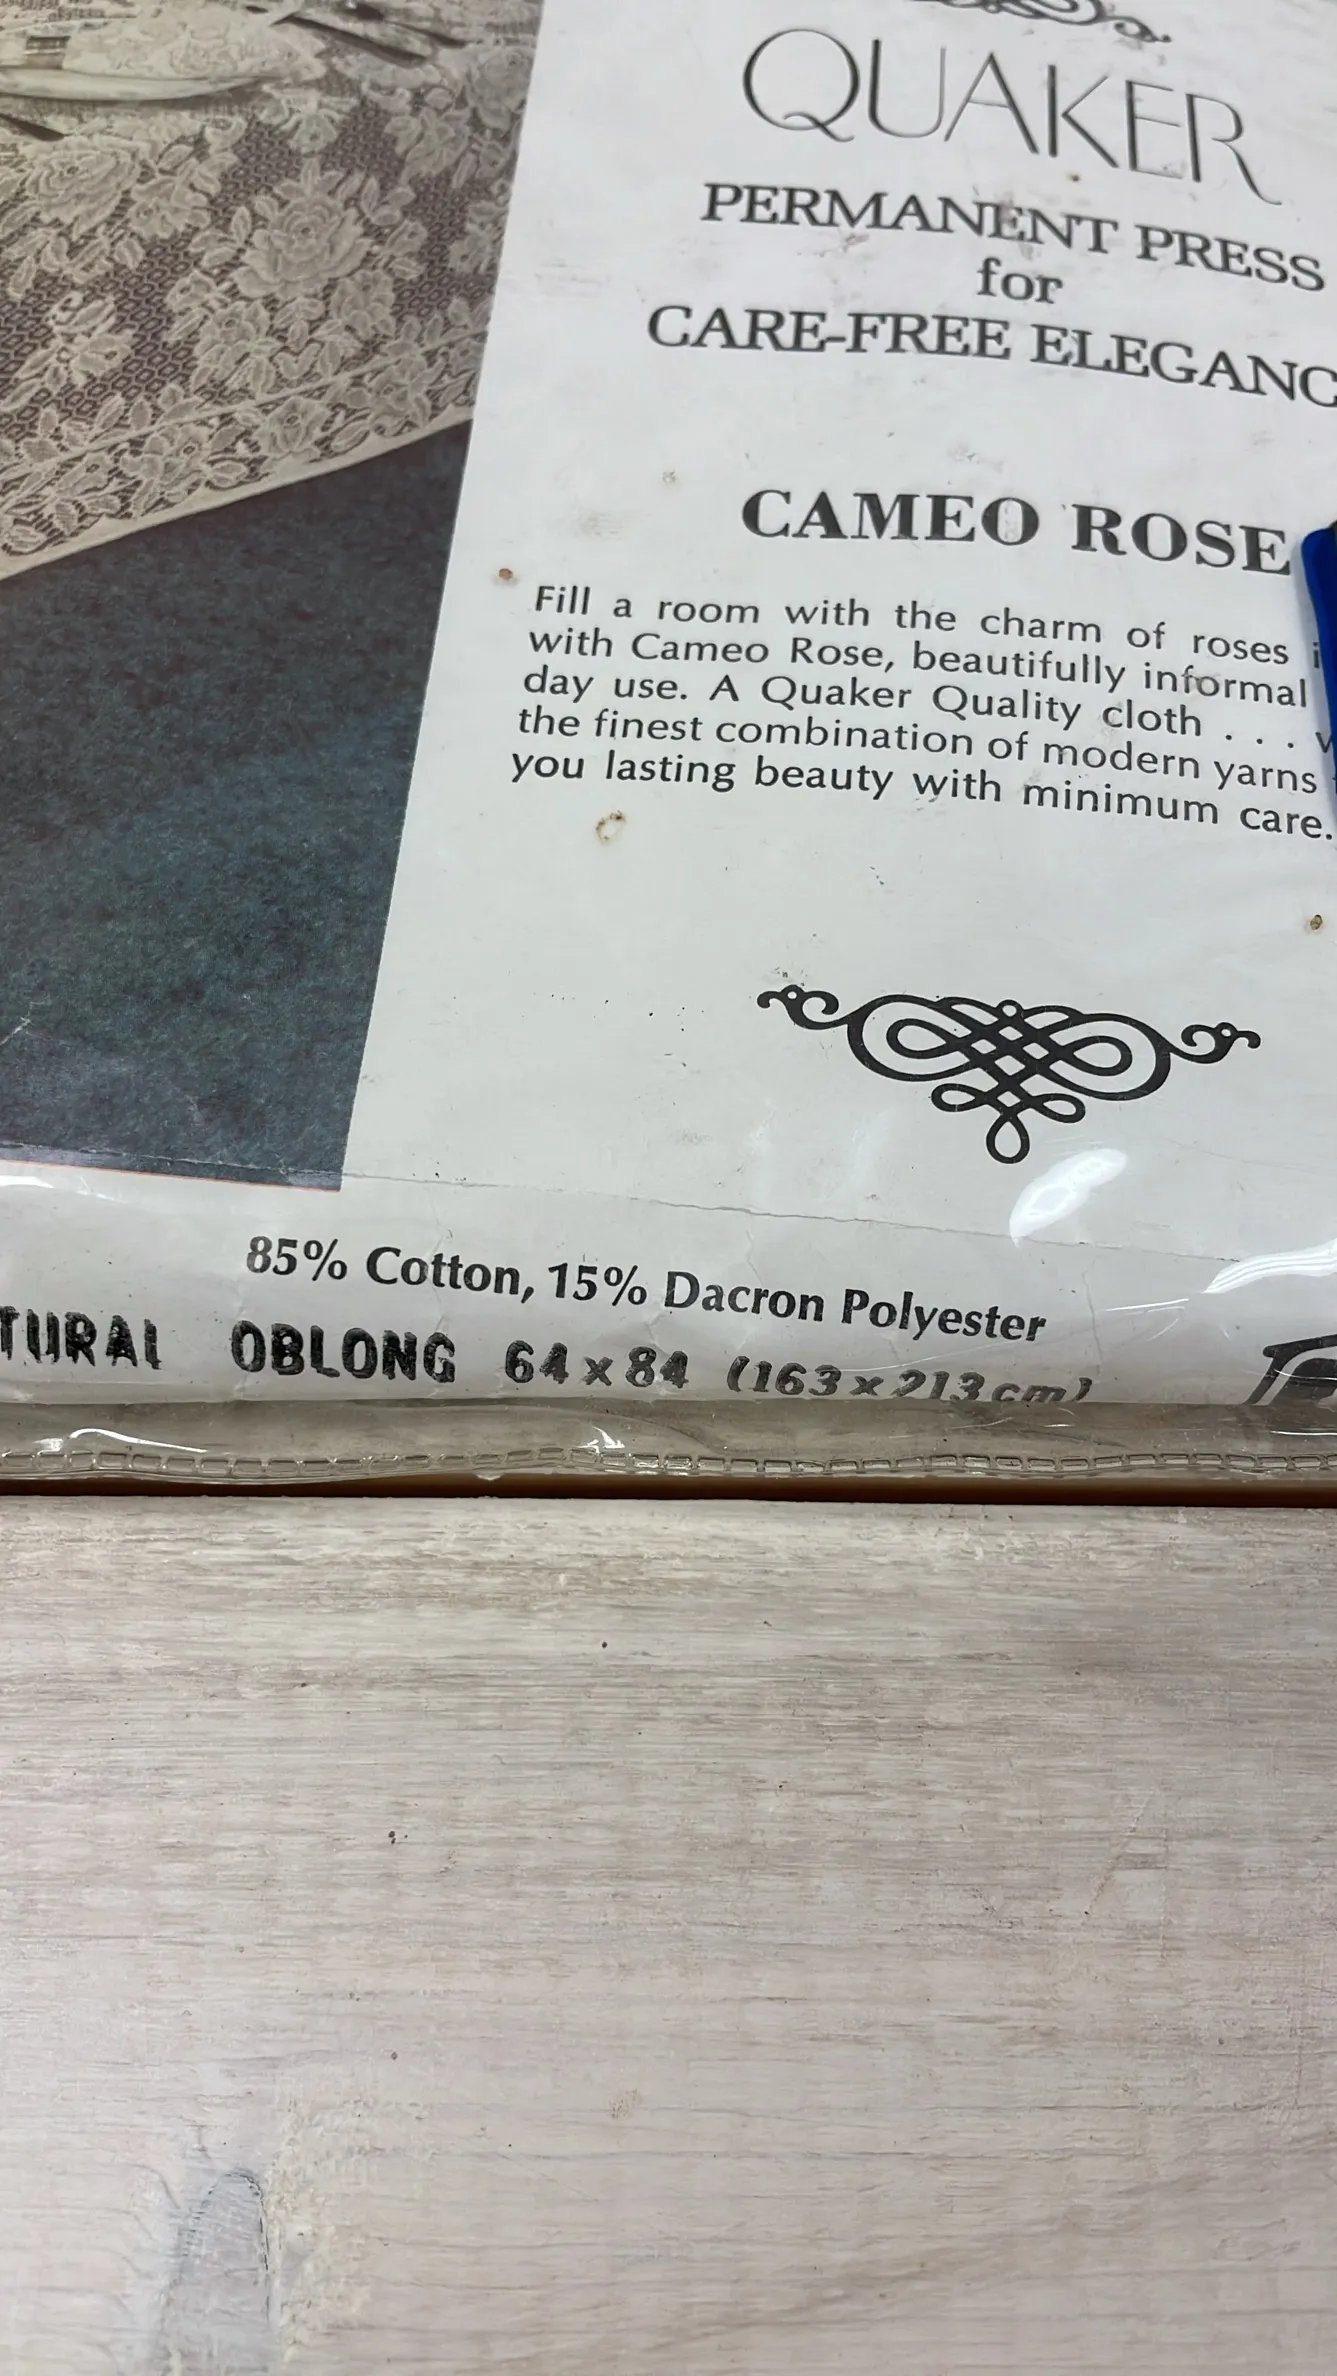 QUAKER
PERMANENT PRESS
for
CARE-FREE ELEGANC
CAMEO ROSE
Fill a room with the charm of roses
with Cameo Rose, beautifully informal
day use. A Quaker Quality cloth . . .
the finest combination of modern yarns
you lasting beauty with minimum care.
85% Cotton, 15% Dacron Polyester
TURAL OBLONG 64 x 84 (163 x 213 cm)